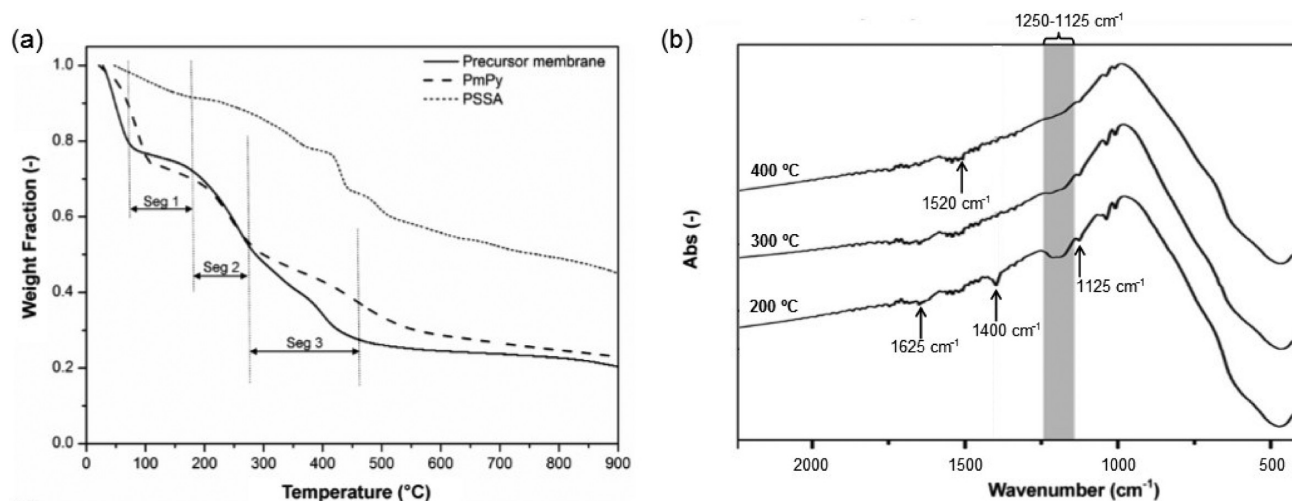 (a)
Precursor membrane
PmPy
PSSA
Seg 1
Seg 2
Seg 3
1.0
0.8
0.6
0.4
0.2
0.0
Weight Fraction (-)
0 100 200 300 400 500 600 700 800 900
Temperature (°C)
(b)
1250-1125 cm⁻¹
400 ºC
1520 cm⁻¹
300 ºC
200 ºC
1125 cm⁻¹
1400 cm⁻¹
1625 cm⁻¹
Abs (-)
2000 1500 1000 500
Wavenumber (cm⁻¹)